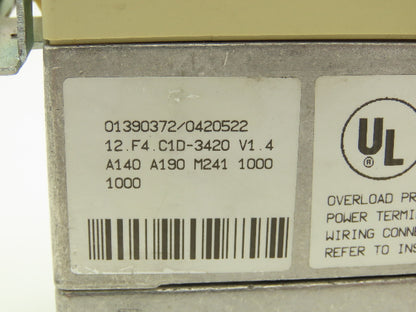 01390372/0420522
12.F4.C1D-3420 V1.4
A140 A190 M241 1000
1000
UL
®
OVERLOAD PR
POWER TERMI
WIRING CONNE
REFER TO INS